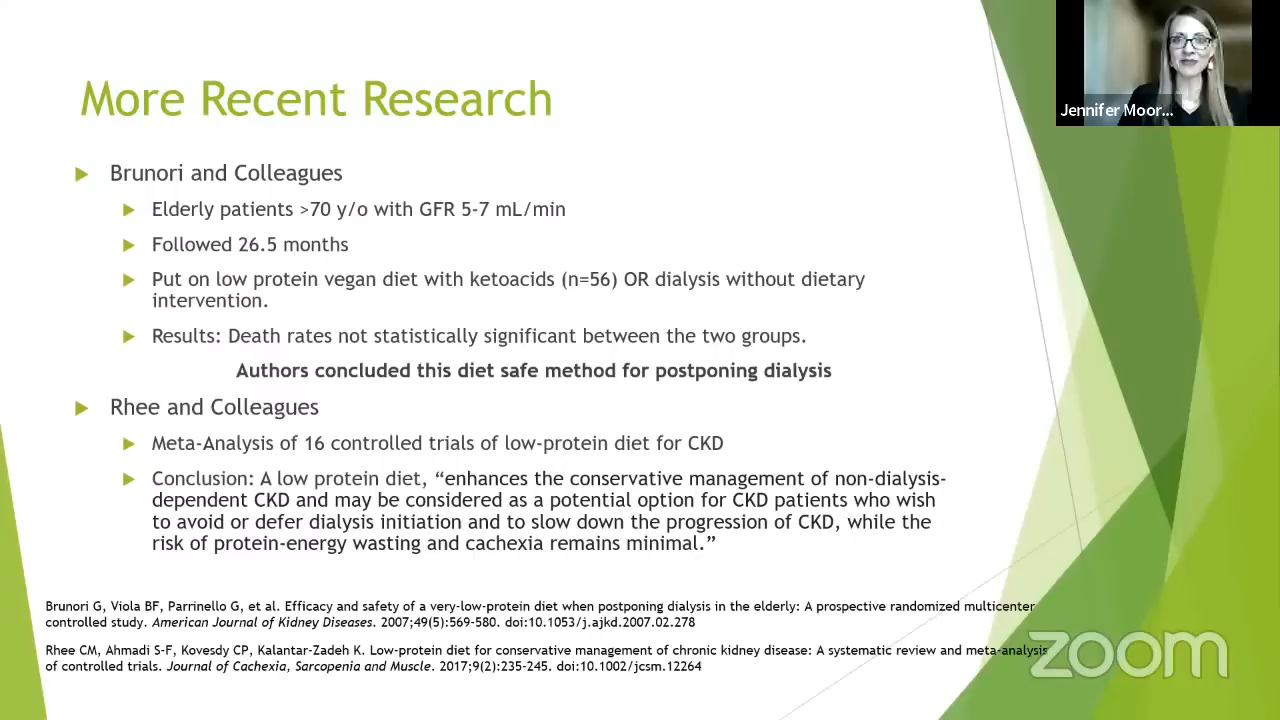 Jennifer Moor...
More Recent Research
Brunori and Colleagues
Elderly patients >70 y/o with GFR 5-7 mL/min
Followed 26.5 months
Put on low protein vegan diet with ketoacids (n=56) OR dialysis without dietary
intervention.
Results: Death rates not statistically significant between the two groups.
Authors concluded this diet safe method for postponing dialysis
Rhee and Colleagues
Meta-Analysis of 16 controlled trials of low-protein diet for CKD
Conclusion: A low protein diet, “enhances the conservative management of non-dialysis-
dependent CKD and may be considered as a potential option for CKD patients who wish
to avoid or defer dialysis initiation and to slow down the progression of CKD, while the
risk of protein-energy wasting and cachexia remains minimal.”
Brunori G, Viola BF, Parrinello G, et al. Efficacy and safety of a very-low-protein diet when postponing dialysis in the elderly: A prospective randomized multicenter
controlled study. American Journal of Kidney Diseases. 2007;49(5):569-580. doi:10.1053/j.ajkd.2007.02.278
Rhee CM, Ahmadi S-F, Kovesdy CP, Kalantar-Zadeh K. Low-protein diet for conservative management of chronic kidney disease: A systematic review and meta-analysis
of controlled trials. Journal of Cachexia, Sarcopenia and Muscle. 2017;9(2):235-245. doi:10.1002/jcsm.12264
zoom